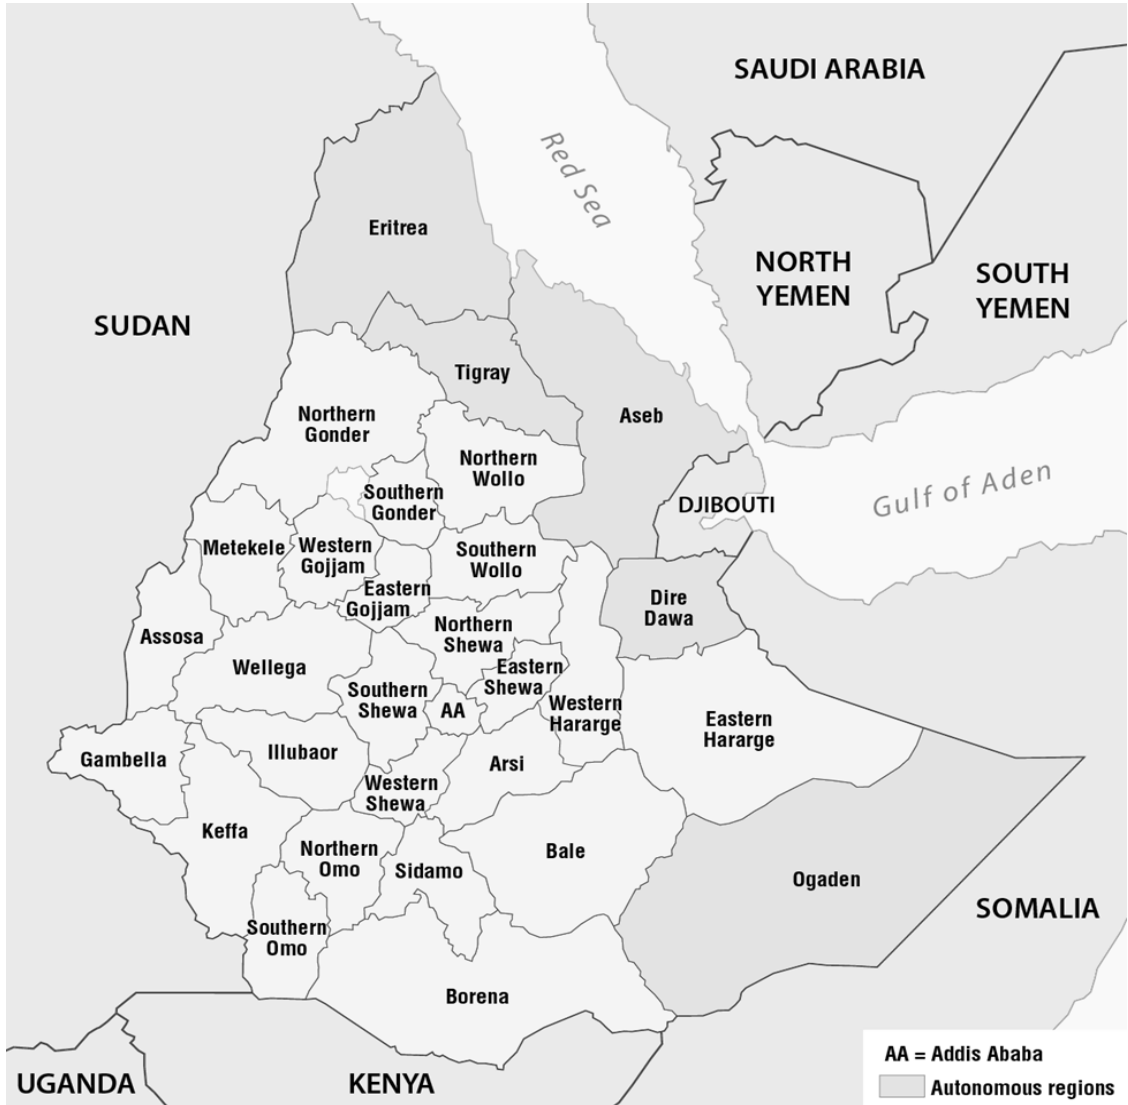 SAUDI ARABIA
Red Sea
Eritrea
NORTH
YEMEN
SOUTH
YEMEN
SUDAN
Tigray
Aseb
Northern
Gonder
Northern
Wollo
Southern
Gonder
DJIBOUTI
Gulf of Aden
Metekele
Western
Gojjam
Southern
Wollo
Eastern
Gojjam
Dire
Dawa
Assosa
Northern
Shewa
Wellega
Eastern
Shewa
Southern
Shewa
AA
Western
Hararge
Eastern
Hararge
Gambella
Illubaor
Arsi
Western
Shewa
Keffa
Northern
Omo
Sidamo
Bale
Ogaden
SOMALIA
Southern
Omo
Borena
UGANDA
KENYA
AA = Addis Ababa
Autonomous regions